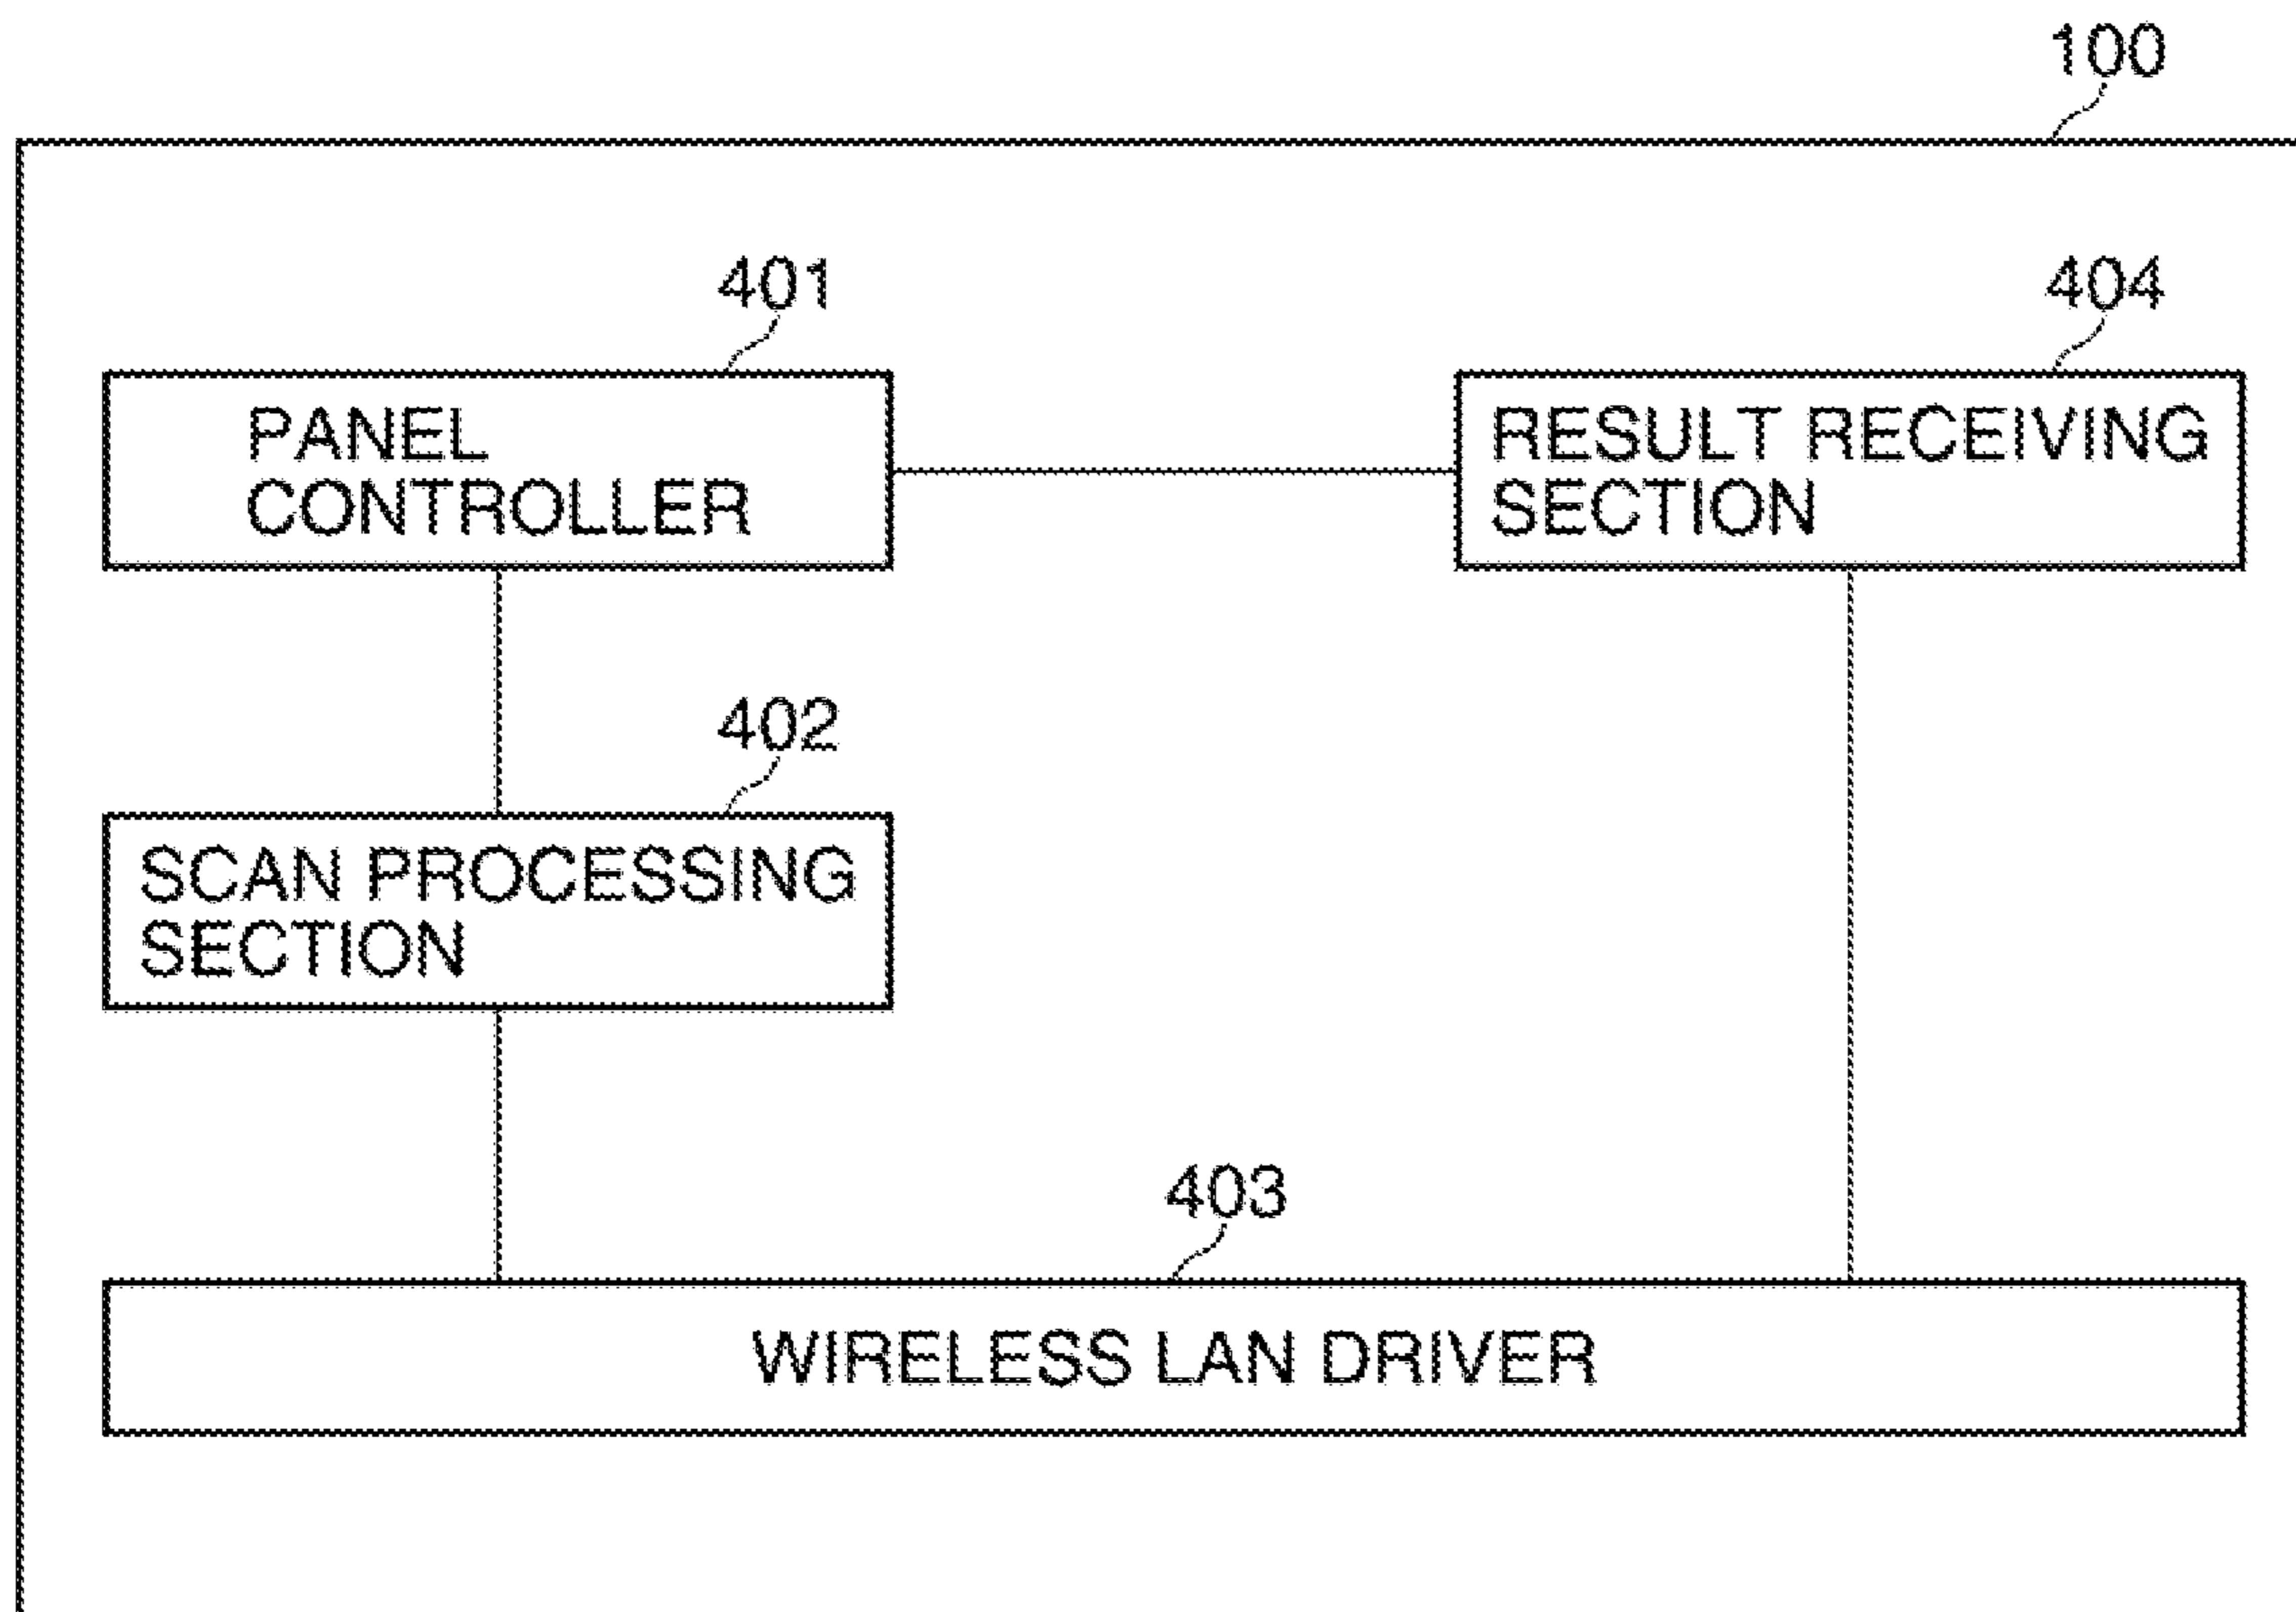 100
401
404
PANEL
CONTROLLER
RESULT RECEIVING
SECTION
402
SCAN PROCESSING
SECTION
403
WIRELESS LAN DRIVER